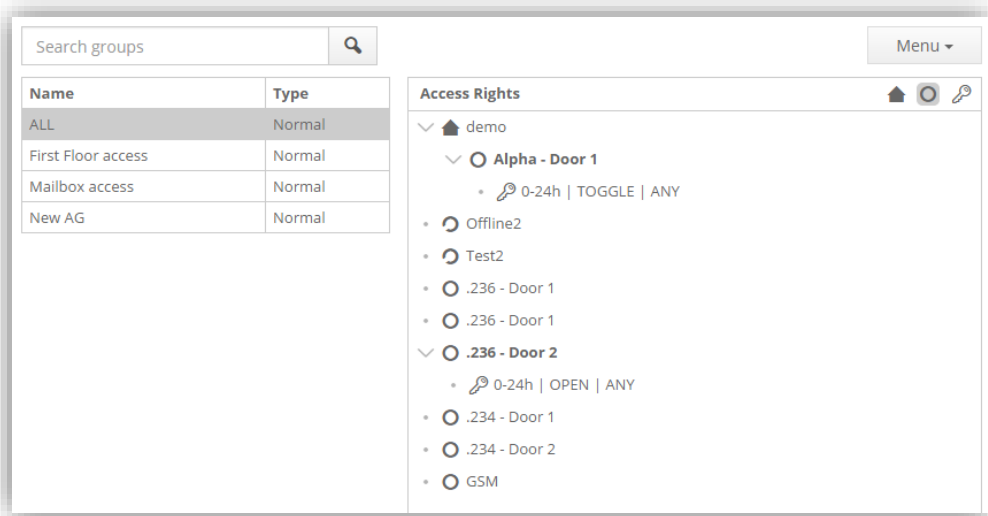 Search groups
Menu
Name Type
ALL Normal
First Floor access Normal
Mailbox access Normal
New AG Normal
Access Rights
demo
Alpha - Door 1
0-24h | TOGGLE | ANY
Offline2
Test2
.236 - Door 1
.236 - Door 1
.236 - Door 2
0-24h | OPEN | ANY
.234 - Door 1
.234 - Door 2
GSM